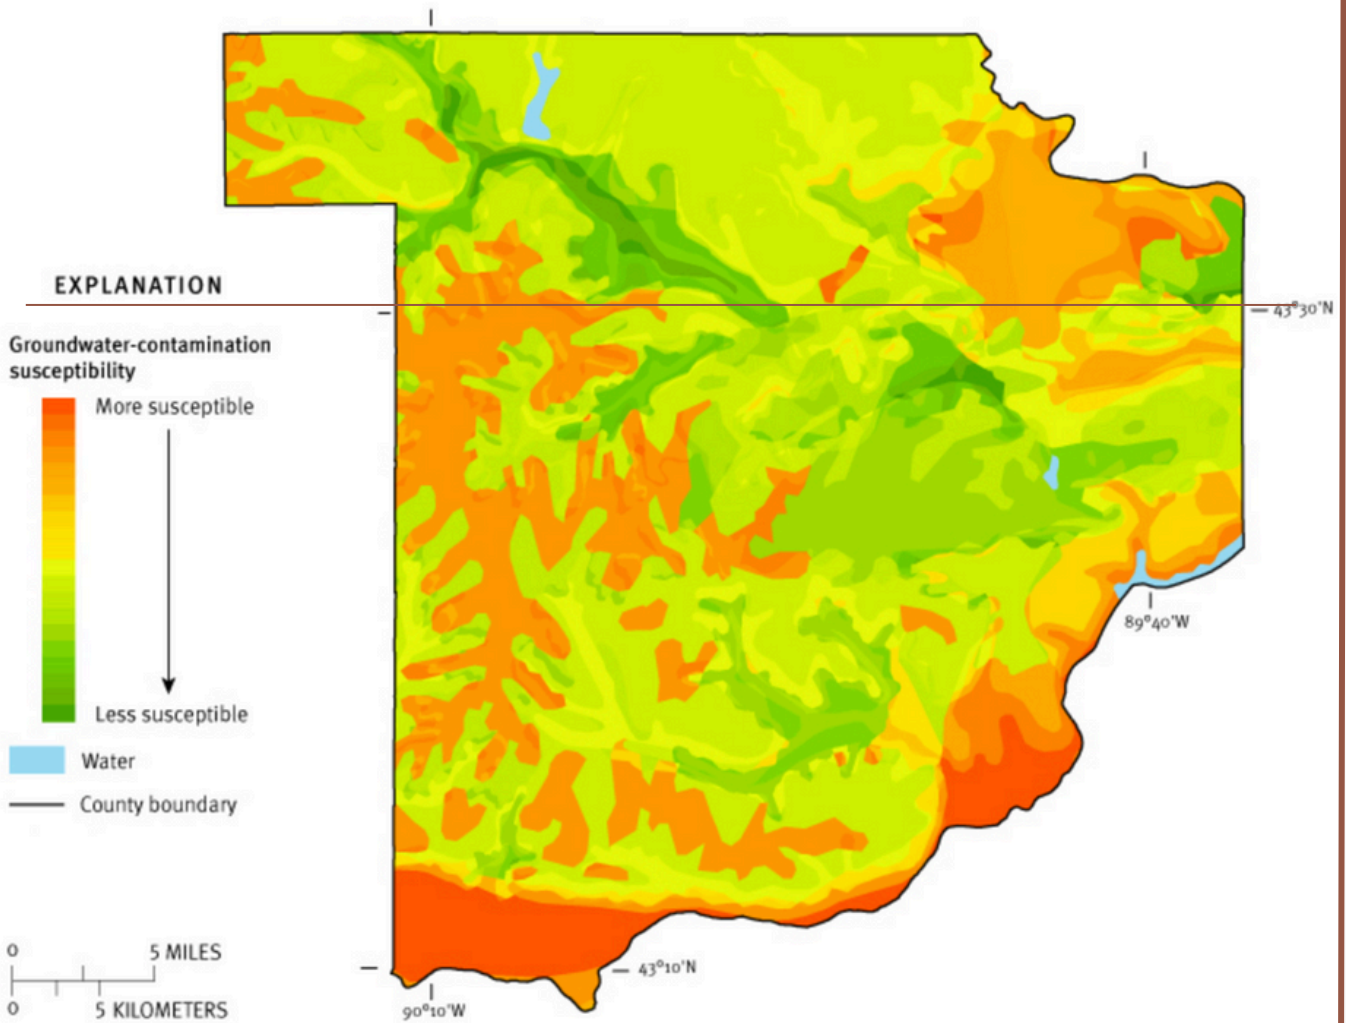 EXPLANATION
43°30'N
Groundwater-contamination
susceptibility
More susceptible
Less susceptible
89°40'W
Water
County boundary
0 5 MILES
43°10'N
0 5 KILOMETERS
90°10'W